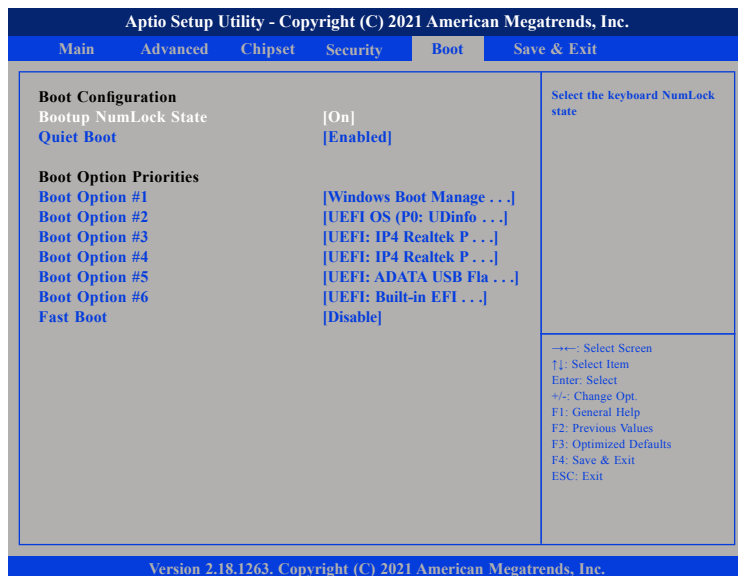 Aptio Setup Utility - Copyright (C) 2021 American Megatrends, Inc.
Main Advanced Chipset Security Boot Save & Exit
Boot Configuration
Bootup NumLock State [On]
Quiet Boot [Enabled]
Boot Option Priorities
Boot Option #1 [Windows Boot Manage . . .]
Boot Option #2 [UEFI OS (P0: UDinfo . . .]
Boot Option #3 [UEFI: IP4 Realtek P . . .]
Boot Option #4 [UEFI: IP4 Realtek P . . .]
Boot Option #5 [UEFI: ADATA USB Fla . . .]
Boot Option #6 [UEFI: Built-in EFI . . .]
Fast Boot [Disable]
Select the keyboard NumLock
state
→←: Select Screen
↑↓: Select Item
Enter: Select
+/-: Change Opt.
F1: General Help
F2: Previous Values
F3: Optimized Defaults
F4: Save & Exit
ESC: Exit
Version 2.18.1263. Copyright (C) 2021 American Megatrends, Inc.